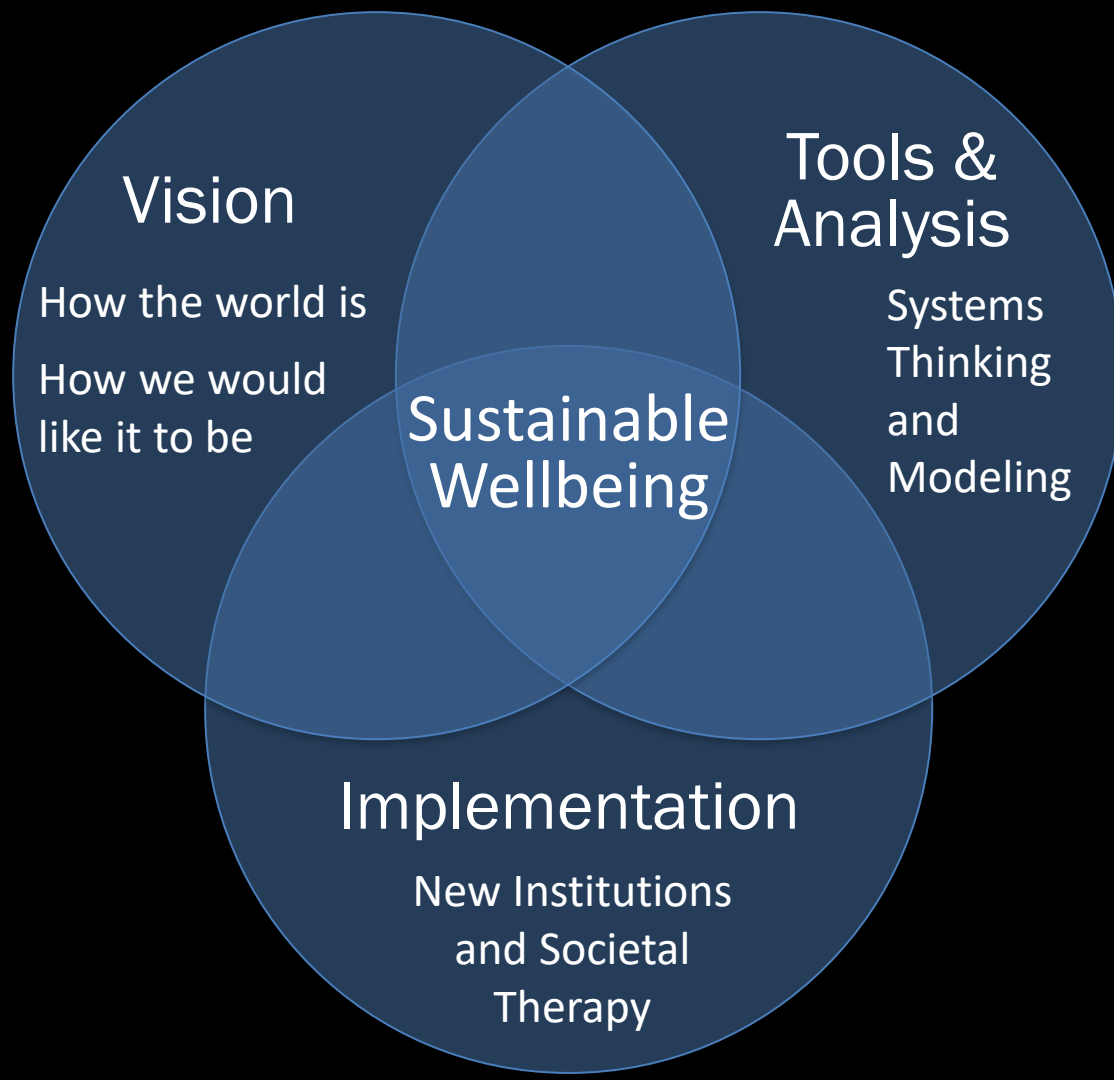 Vision
How the world is
How we would
like it to be
Tools &
Analysis
Systems
Thinking
and
Modeling
Sustainable
Wellbeing
Implementation
New Institutions
and Societal
Therapy